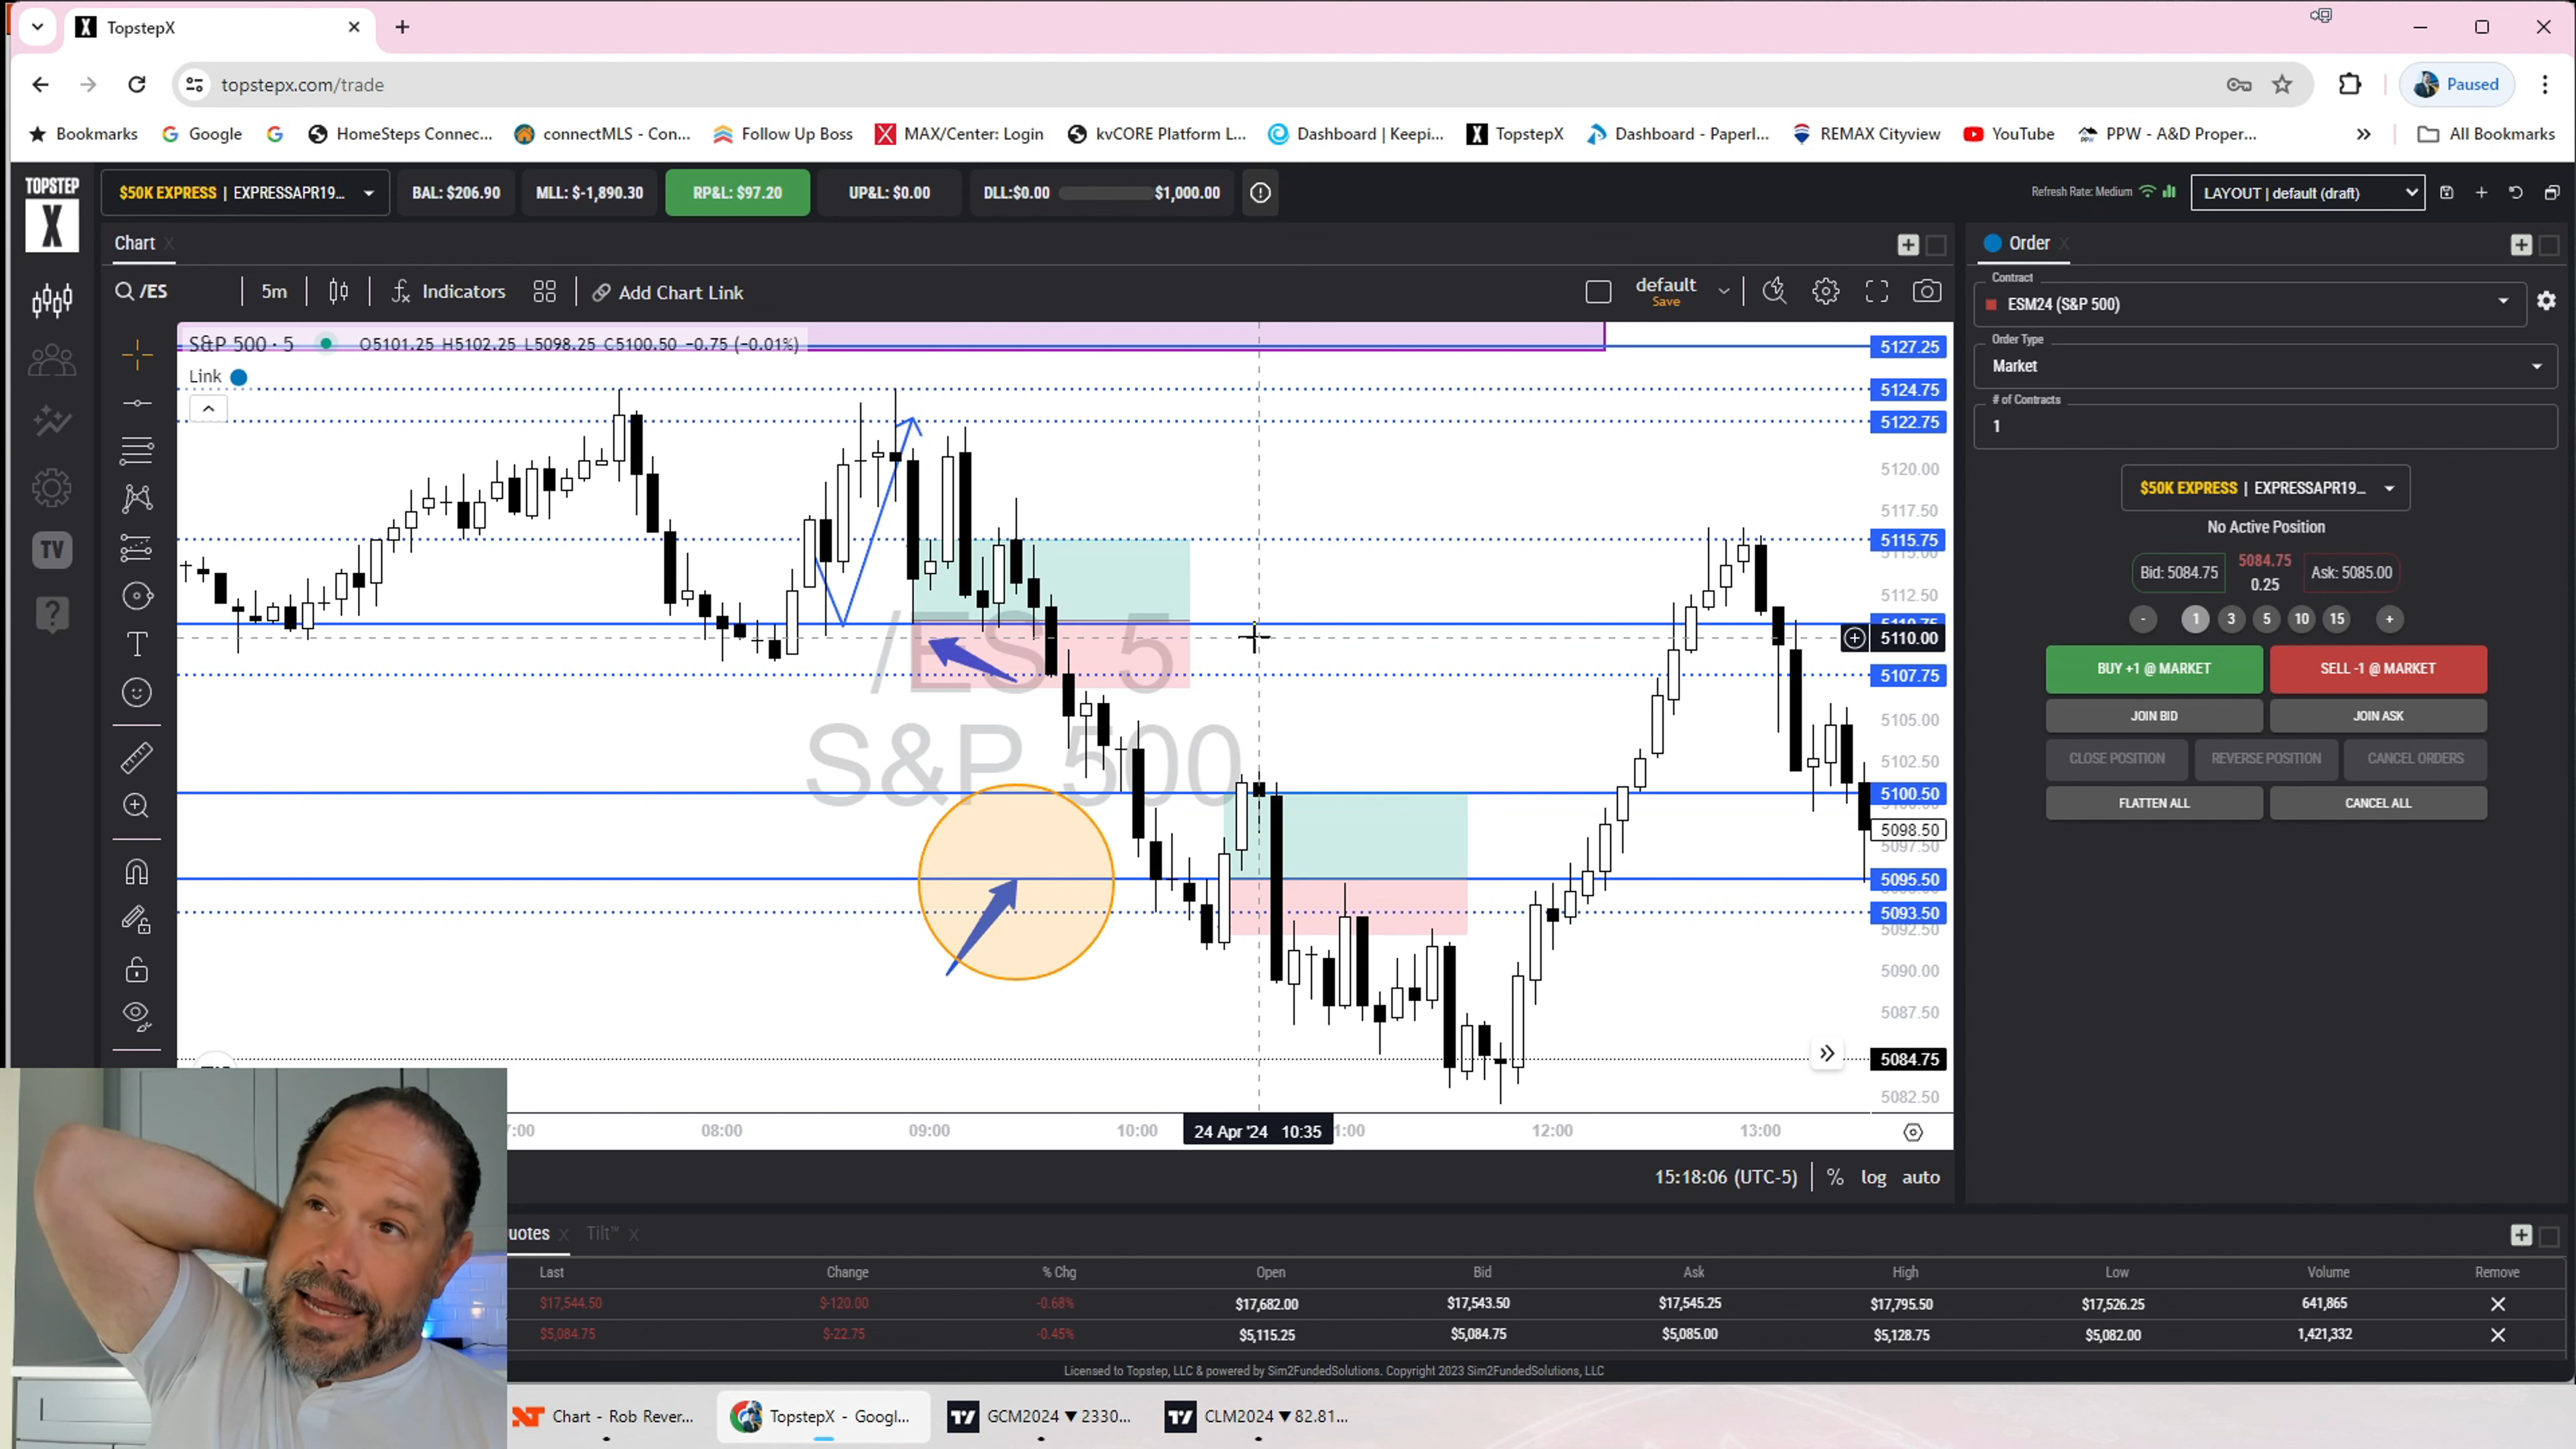 TopstepX
topstepx.com/trade
Paused
Bookmarks Google HomeSteps Connec... connectMLS - Con... Follow Up Boss MAX/Center: Login kvCORE Platform L... Dashboard | Keepi... TopstepX Dashboard - Paperl... REMAX Cityview YouTube PPW - A&D Proper... All Bookmarks
TOPSTEP X
$50K EXPRESS | EXPRESSAPR19... BAL: $206.90 MLL: $-1,890.30 RP&L: $97.20 UP&L: $0.00 DLL:$0.00 $1,000.00 Refresh Rate: Medium LAYOUT | default (draft)
Chart
/ES 5m Indicators Add Chart Link default
Save
S&P 500 · 5 O5101.25 H5102.25 L5098.25 C5100.50 −0.75 (−0.01%)
Link
TV
/ES 5
S&P 500
5127.25
5124.75
5122.75
5120.00
5117.50
5115.75
5115.00
5112.50
5110.75
5110.00
5107.75
5105.00
5102.50
5100.50
5098.50
5097.50
5095.50
5093.50
5092.50
5090.00
5087.50
5084.75
5082.50
:00 08:00 09:00 10:00 24 Apr '24 10:35 1:00 12:00 13:00
15:18:06 (UTC-5) % log auto
Order
Contract
ESM24 (S&P 500)
Order Type
Market
# of Contracts
1
$50K EXPRESS | EXPRESSAPR19...
No Active Position
Bid: 5084.75 5084.75 Ask: 5085.00
0.25
- 1 3 5 10 15 +
BUY +1 @ MARKET SELL -1 @ MARKET
JOIN BID JOIN ASK
CLOSE POSITION REVERSE POSITION CANCEL ORDERS
FLATTEN ALL CANCEL ALL
uotes Tilt™
Last Change % Chg Open Bid Ask High Low Volume Remove
$17,544.50 $-120.00 -0.68% $17,682.00 $17,543.50 $17,545.25 $17,795.50 $17,526.25 641,865
$5,084.75 $-22.75 -0.45% $5,115.25 $5,084.75 $5,085.00 $5,128.75 $5,082.00 1,421,332
Licensed to Topstep, LLC & powered by Sim2FundedSolutions. Copyright 2023 Sim2FundedSolutions, LLC
Chart - Rob Rever... TopstepX - Googl... GCM2024 ▼ 2330... CLM2024 ▼ 82.81...